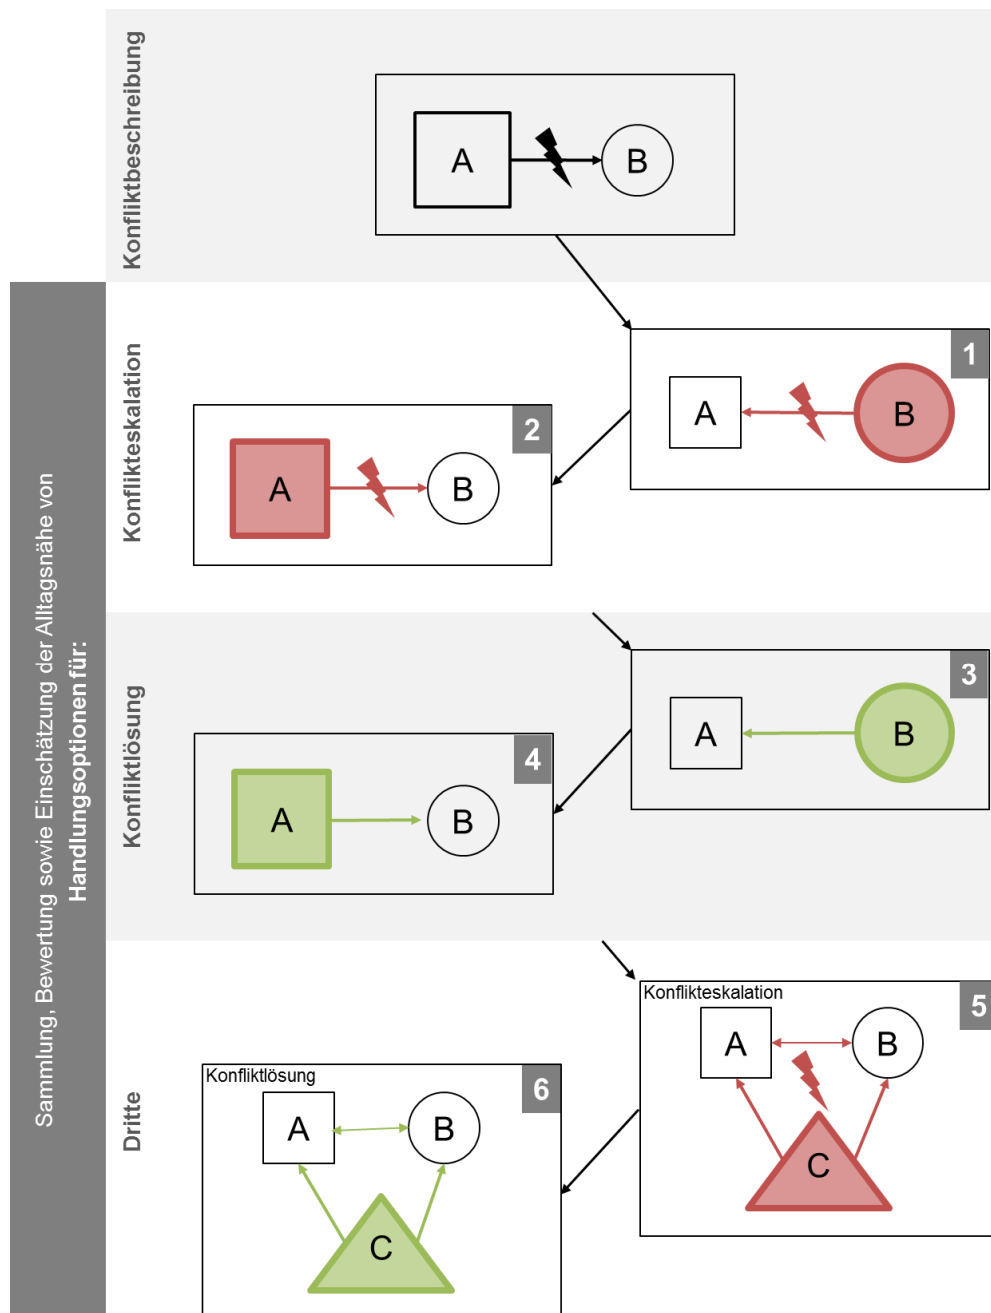 Konfliktbeschreibung
A
B
Sammlung, Bewertung sowie Einschätzung der Alltagsnähe von
Handlungsoptionen für:
Konflikteskalation
1
A
B
2
A
B
Konfliktlösung
3
A
B
4
A
B
Dritte
Konflikteskalation
5
A
B
C
Konfliktlösung
6
A
B
C